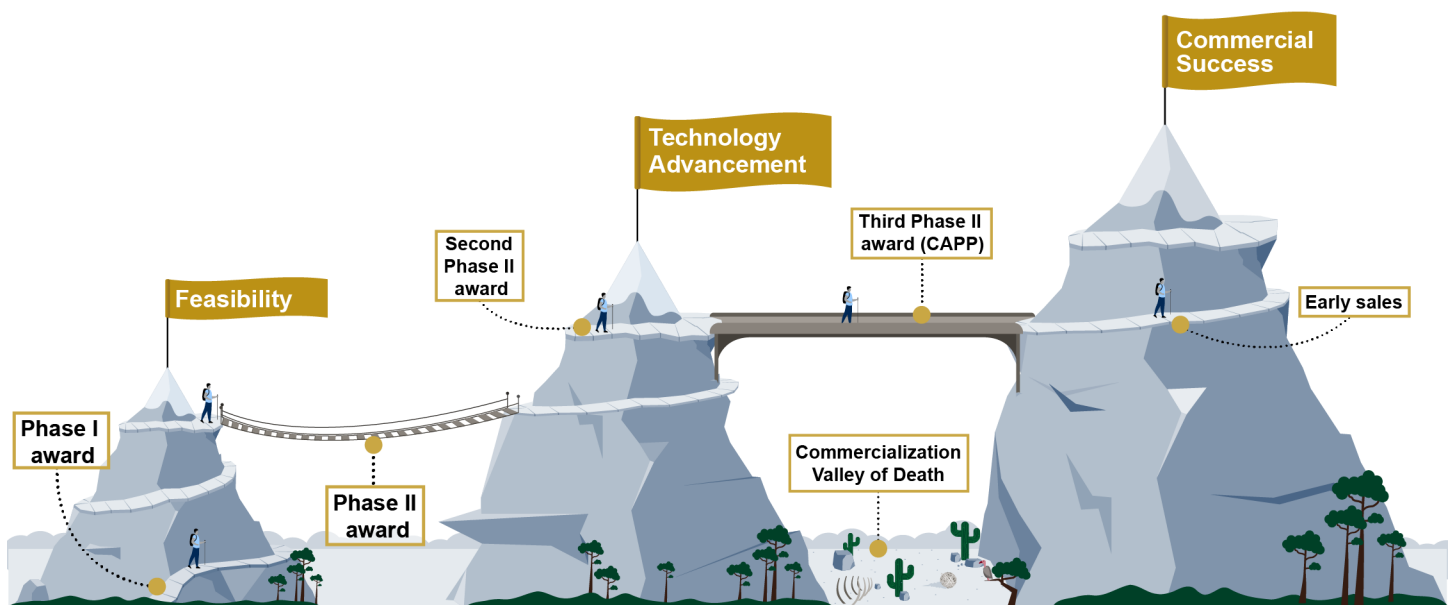 Commercial
Success
Technology
Advancement
Third Phase II
award (CAPP)
Second
Phase II
award
Feasibility
Early sales
Phase I
award
Commercialization
Valley of Death
Phase II
award